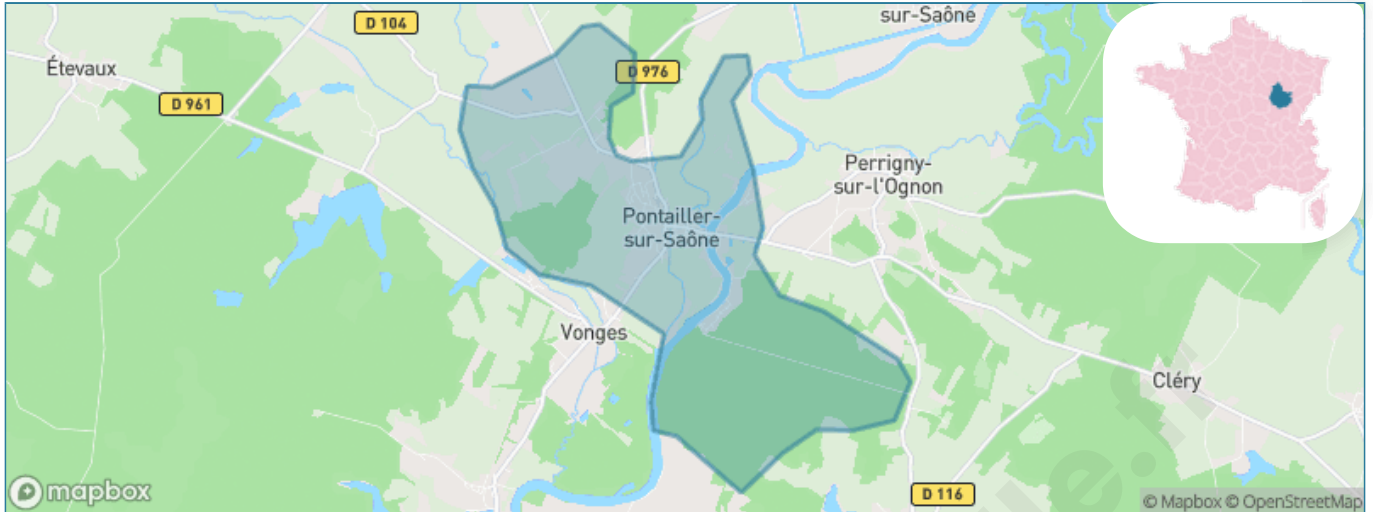 sur-Saône
D 104
Étevaux
D 976
D 961
Perrigny-
sur-l'Ognon
Pontailler-
sur-Saône
Vonges
Cléry
D 116
mapbox
© Mapbox © OpenStreetMap